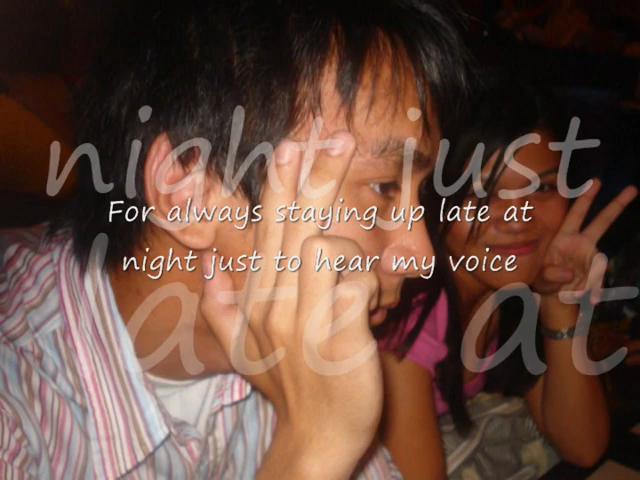 night just
For always staying up late at
night just to hear my voice
late at